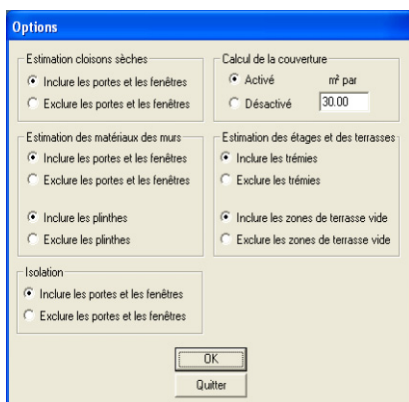 Options
Estimation cloisons sèches
Inclure les portes et les fenêtres
Exclure les portes et les fenêtres
Calcul de la couverture
Activé m² par
Désactivé 30.00
Estimation des matériaux des murs
Inclure les portes et les fenêtres
Exclure les portes et les fenêtres
Inclure les plinthes
Exclure les plinthes
Estimation des étages et des terrasses
Inclure les trémies
Exclure les trémies
Inclure les zones de terrasse vide
Exclure les zones de terrasse vide
Isolation
Inclure les portes et les fenêtres
Exclure les portes et les fenêtres
OK
Quitter